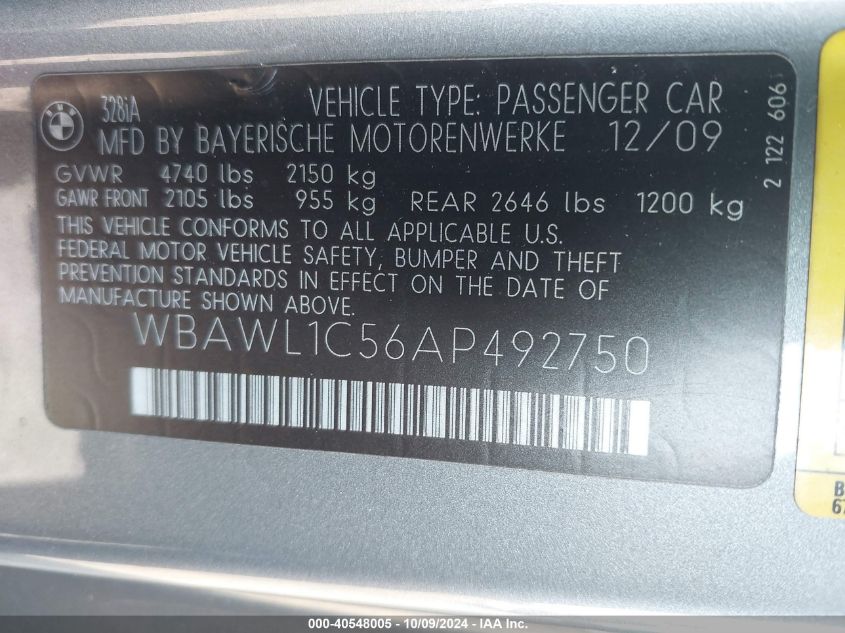 BMW
328iA VEHICLE TYPE: PASSENGER CAR
MFD BY BAYERISCHE MOTORENWERKE 12/09
GVWR 4740 lbs 2150 kg
GAWR FRONT 2105 lbs 955 kg REAR 2646 lbs 1200 kg
THIS VEHICLE CONFORMS TO ALL APPLICABLE U.S.
FEDERAL MOTOR VEHICLE SAFETY, BUMPER AND THEFT
PREVENTION STANDARDS IN EFFECT ON THE DATE OF
MANUFACTURE SHOWN ABOVE.
WBAWL1C56AP492750
2 122 606
B
67
000-40548005 - 10/09/2024 - IAA Inc.